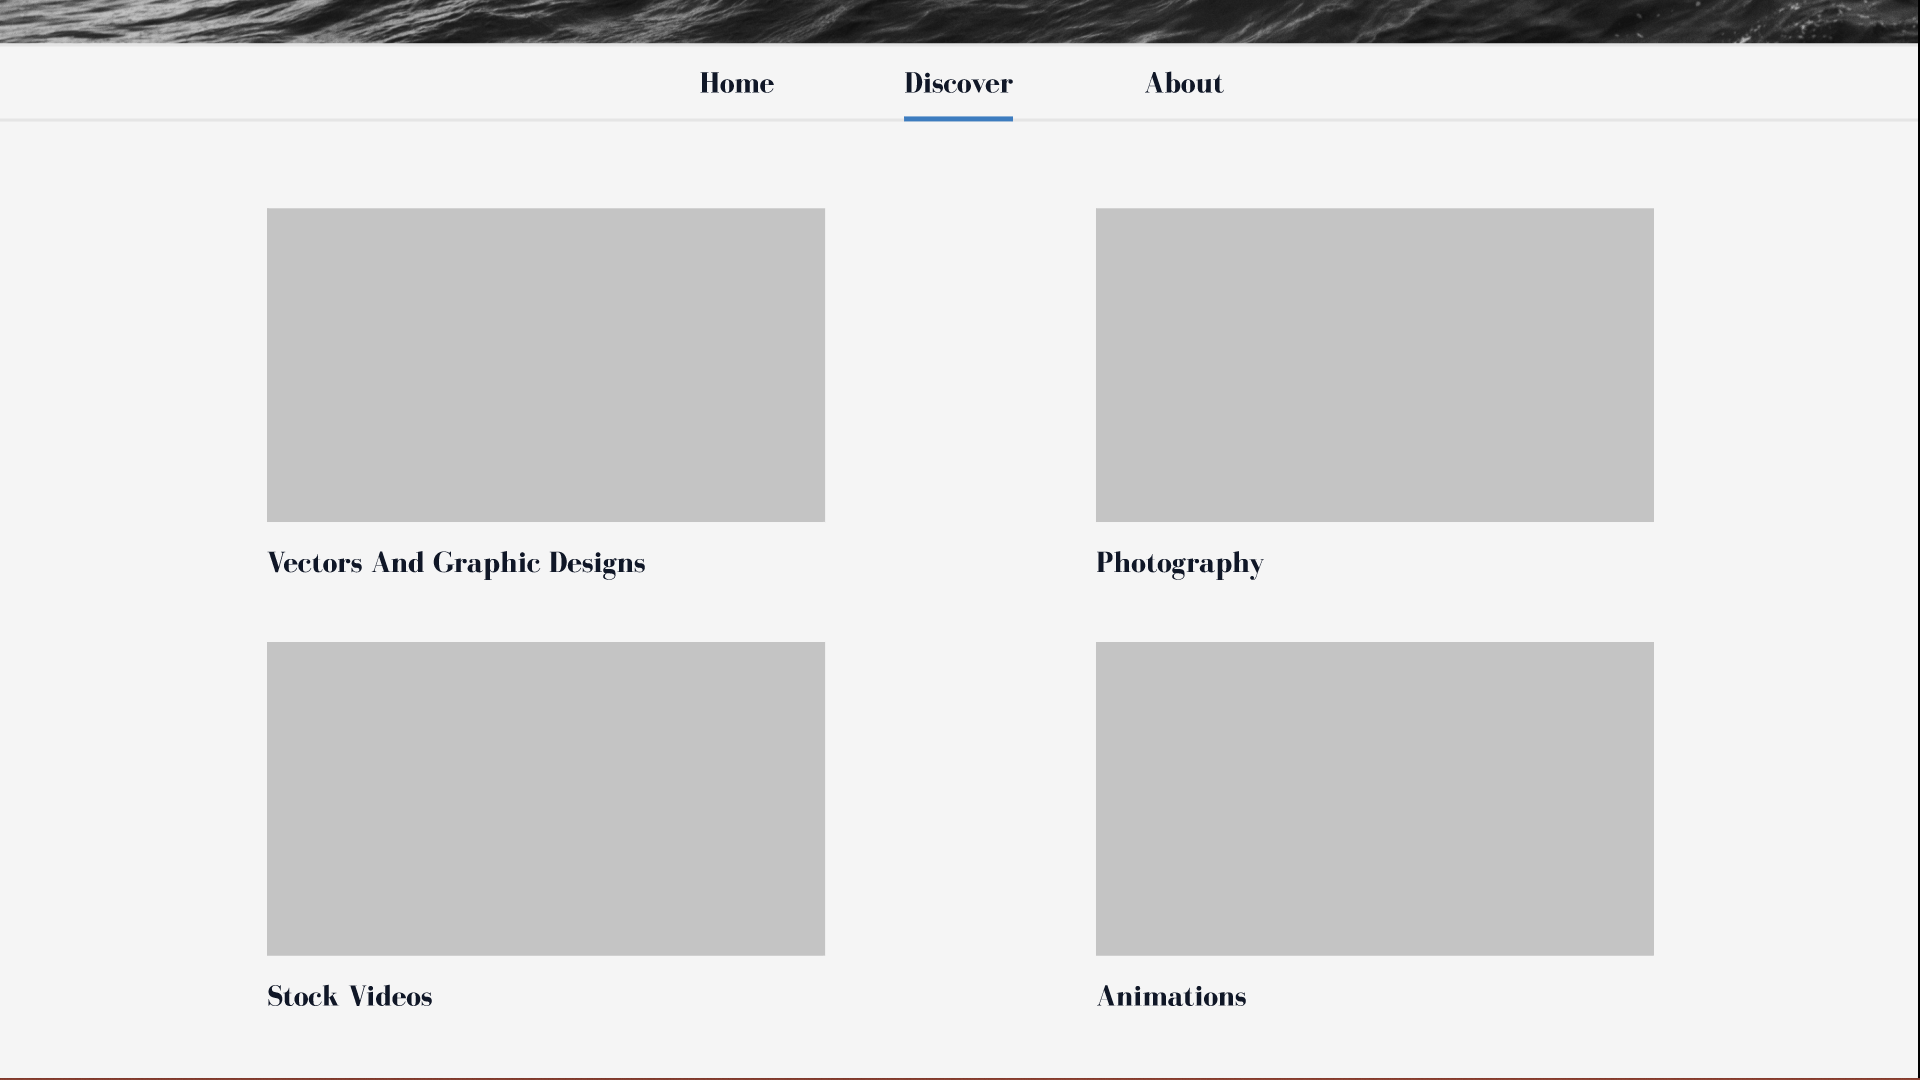 Home Discover About
Vectors And Graphic Designs
Photography
Stock Videos
Animations